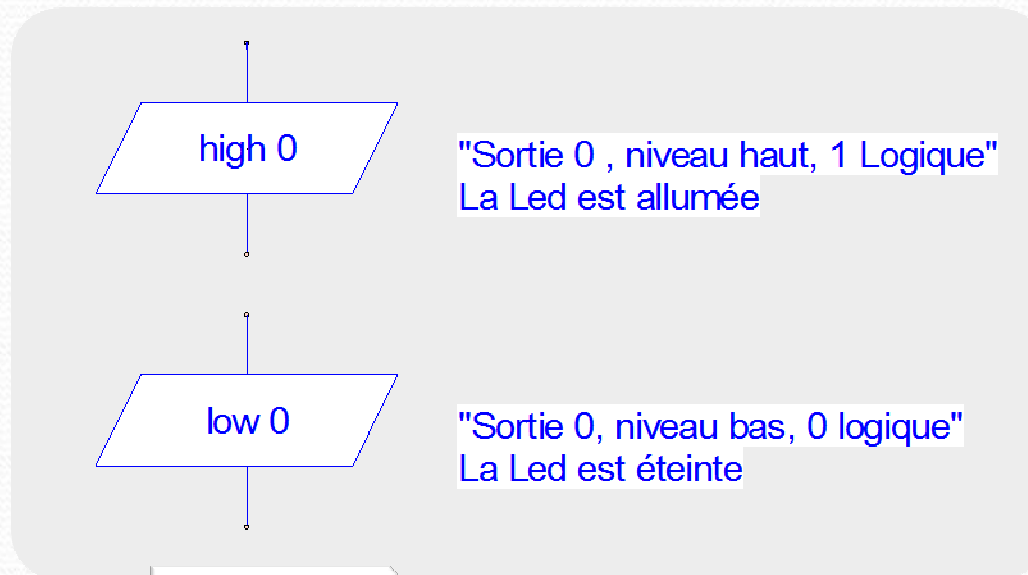 high 0
"Sortie 0 , niveau haut, 1 Logique"
La Led est allumée
low 0
"Sortie 0, niveau bas, 0 logique"
La Led est éteinte